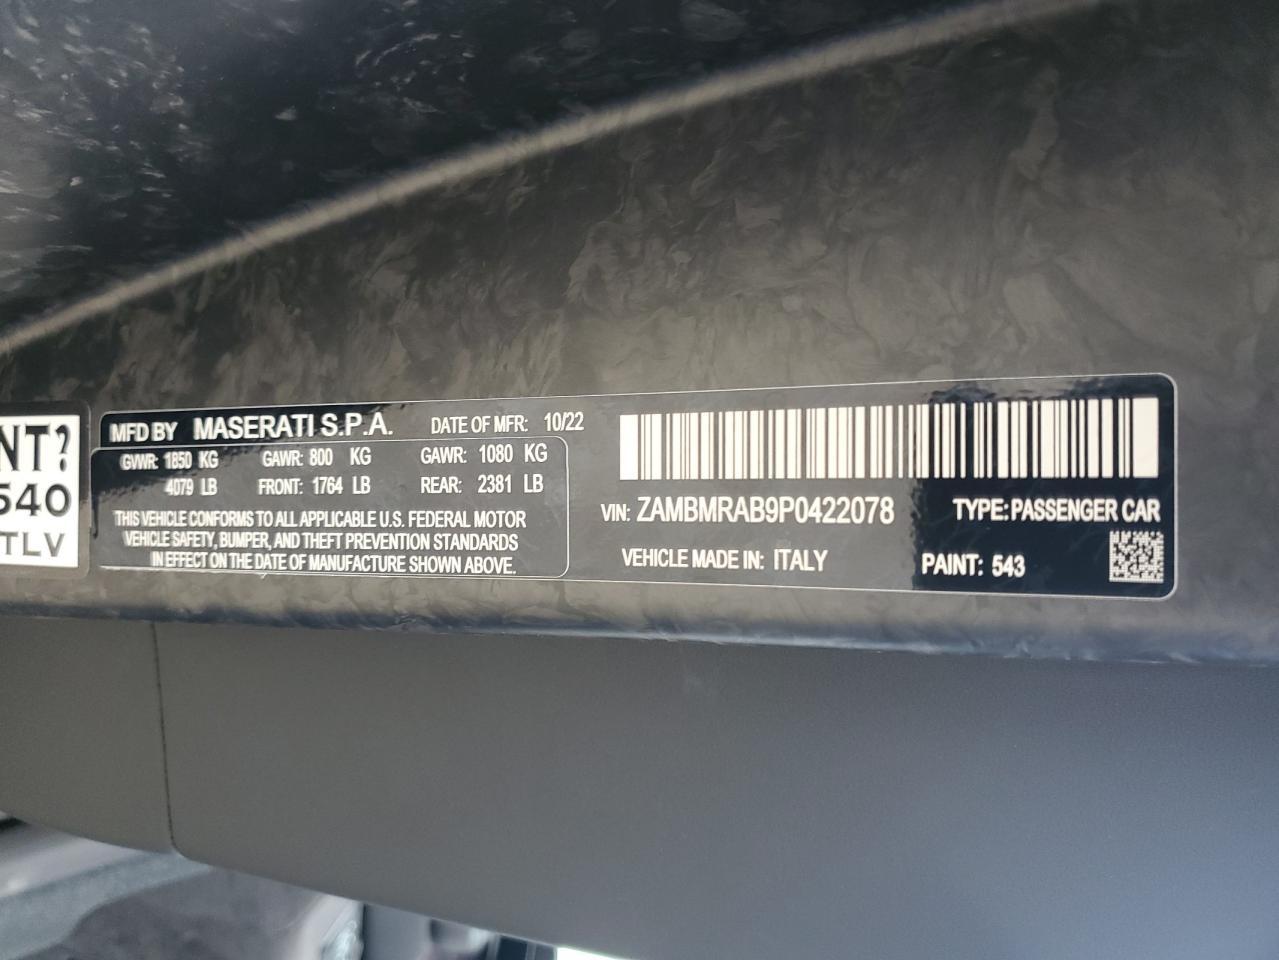 NT?
540
TLV
MFD BY MASERATI S.P.A. DATE OF MFR: 10/22
GVWR: 1850 KG GAWR: 800 KG GAWR: 1080 KG
4079 LB FRONT: 1764 LB REAR: 2381 LB
THIS VEHICLE CONFORMS TO ALL APPLICABLE U.S. FEDERAL MOTOR
VEHICLE SAFETY, BUMPER, AND THEFT PREVENTION STANDARDS
IN EFFECT ON THE DATE OF MANUFACTURE SHOWN ABOVE.
VIN: ZAMBMRAB9P0422078 TYPE: PASSENGER CAR
VEHICLE MADE IN: ITALY PAINT: 543